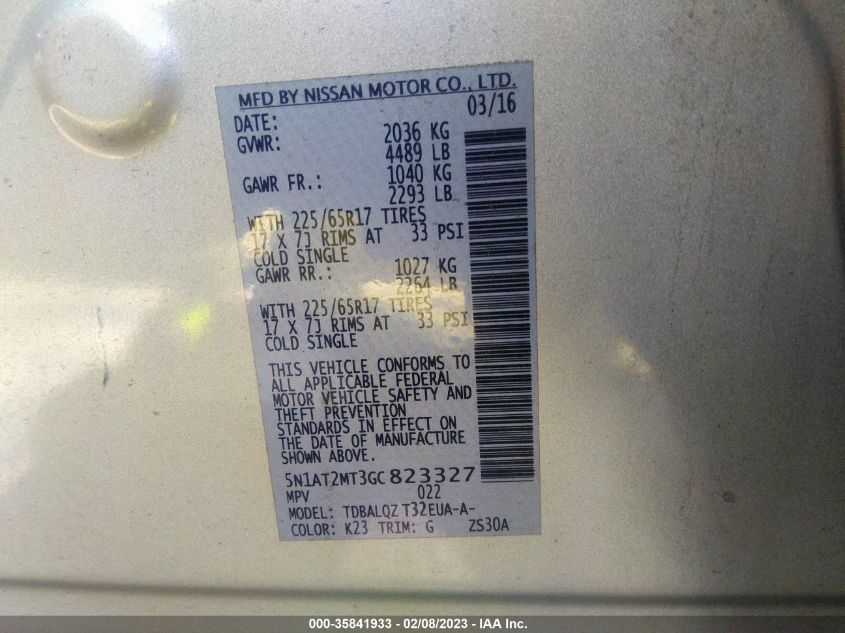 MFD BY NISSAN MOTOR CO., LTD.
DATE: 03/16
GVWR: 2036 KG
4489 LB
GAWR FR.: 1040 KG
2293 LB
WITH 225/65R17 TIRES
17 X 7J RIMS AT 33 PSI
COLD SINGLE
GAWR RR.: 1027 KG
2264 LB
WITH 225/65R17 TIRES
17 X 7J RIMS AT 33 PSI
COLD SINGLE
THIS VEHICLE CONFORMS TO
ALL APPLICABLE FEDERAL
MOTOR VEHICLE SAFETY AND
THEFT PREVENTION
STANDARDS IN EFFECT ON
THE DATE OF MANUFACTURE
SHOWN ABOVE.
5N1AT2MT3GC823327
MPV 022
MODEL: TDBALQZ T32EUA-A-
COLOR: K23 TRIM: G ZS30A
000-35841933 - 02/08/2023 - IAA Inc.